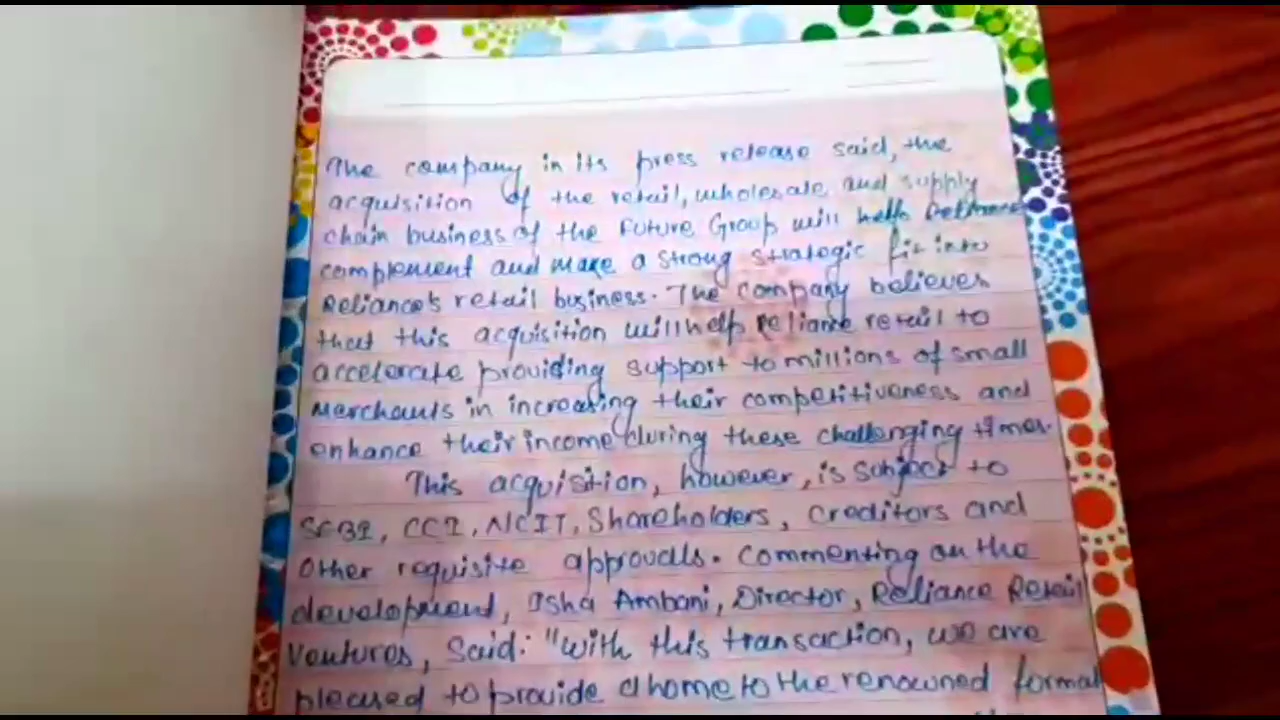 The company in its press release said, the
acquisition of the retail, wholesale and supply
chain business of the Future Group will help Reliance
complement and make a strong strategic fit into
Reliance's retail business. The company believes
that this acquisition will help reliance retail to
accelerate providing support to millions of small
merchants in increasing their competitiveness and
enhance their income during these challenging times.
This acquisition, however, is subject to
SEBI, CCI, NCIT, Shareholders, Creditors and
other requisite approvals. Commenting on the
development, Isha Ambani, Director, Reliance Retail
Ventures, Said: "With this transaction, we are
pleased to provide a home to the renowned format